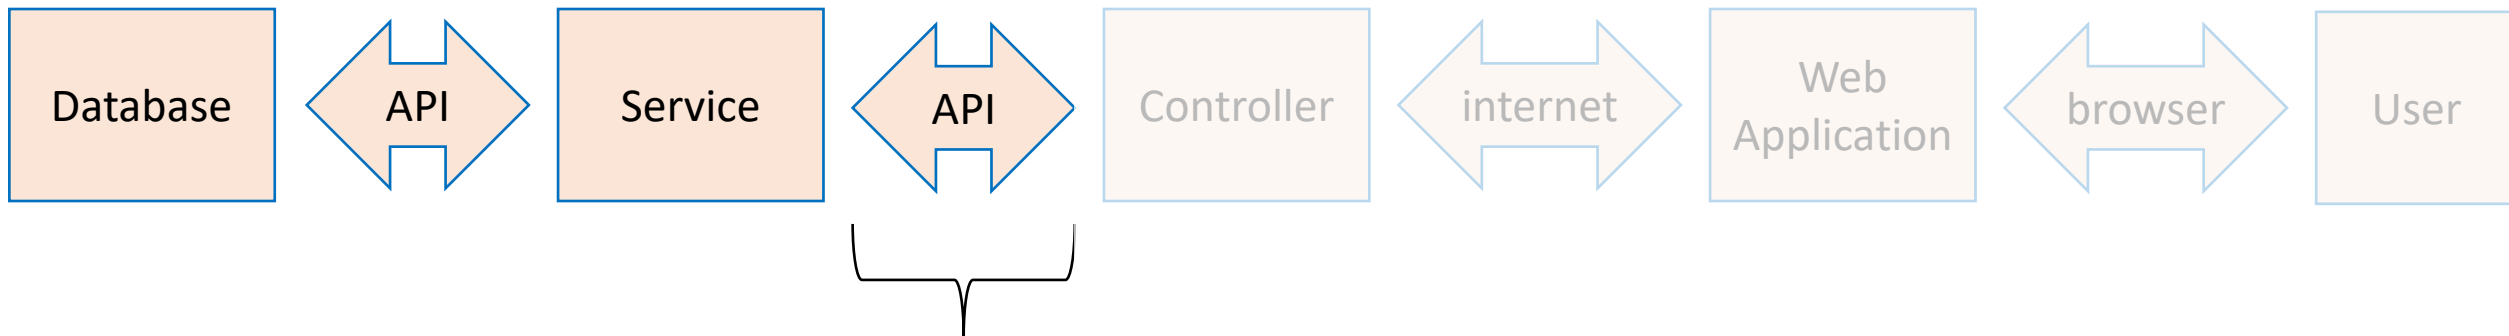 Database
API
Service
API
Controller
internet
Web
Application
browser
User